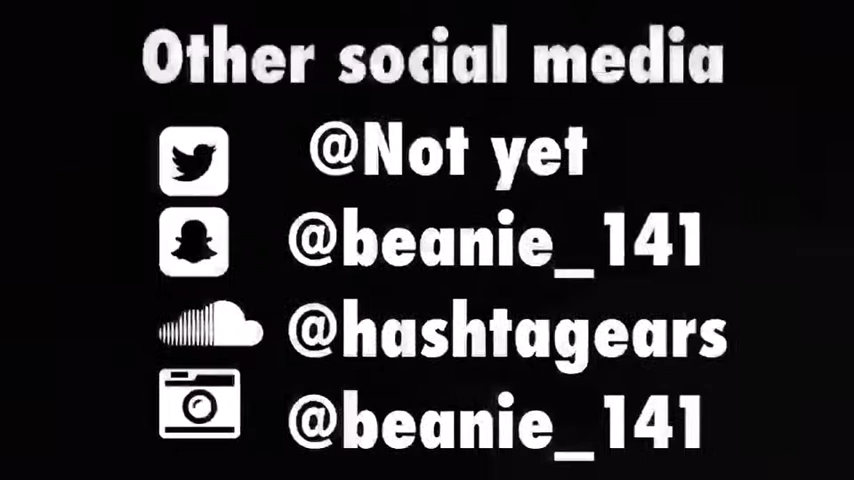 Other social media
@Not yet
@beanie_141
@hashtagears
@beanie_141